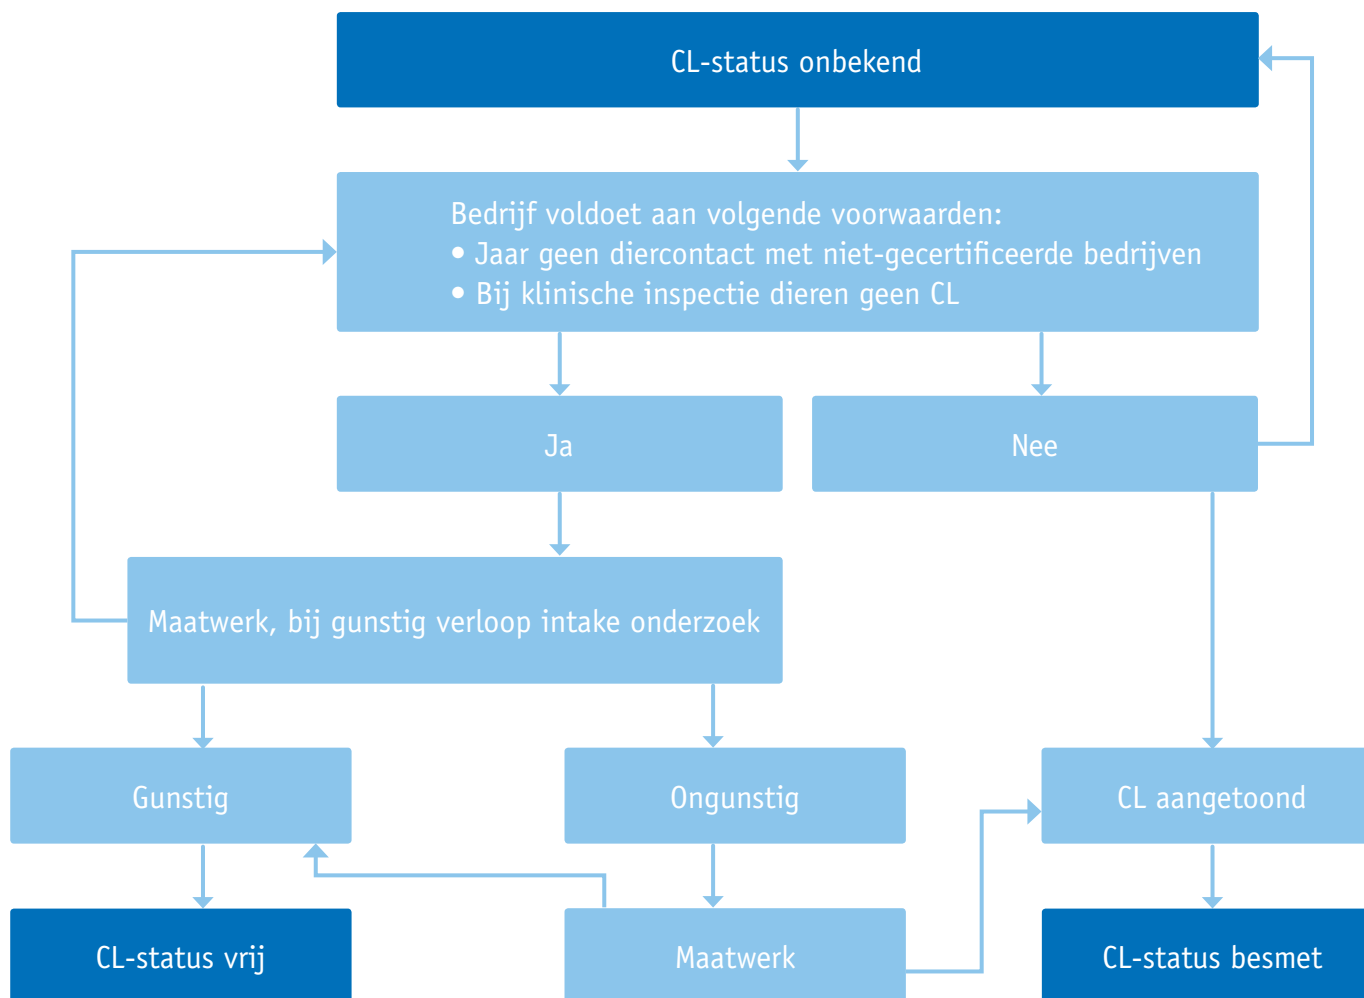 CL-status onbekend
Bedrijf voldoet aan volgende voorwaarden:
• Jaar geen diercontact met niet-gecertificeerde bedrijven
• Bij klinische inspectie dieren geen CL
Ja
Nee
Maatwerk, bij gunstig verloop intake onderzoek
Gunstig
Ongunstig
CL aangetoond
CL-status vrij
Maatwerk
CL-status besmet